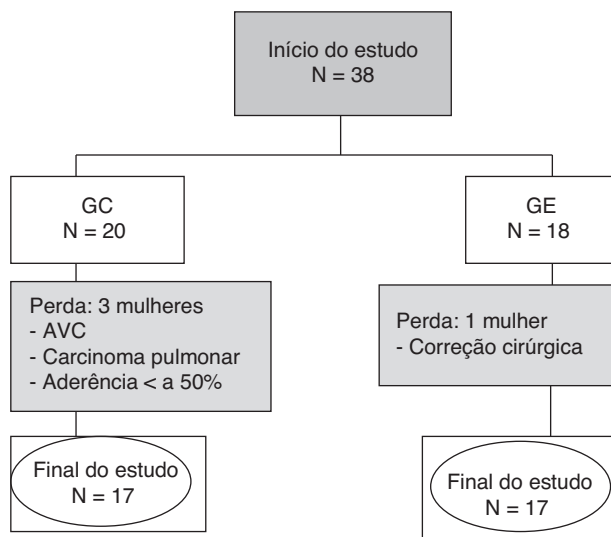 Início do estudo
N = 38
GC
N = 20
GE
N = 18
Perda: 3 mulheres
- AVC
- Carcinoma pulmonar
- Aderência < a 50%
Perda: 1 mulher
- Correção cirúrgica
Final do estudo
N = 17
Final do estudo
N = 17